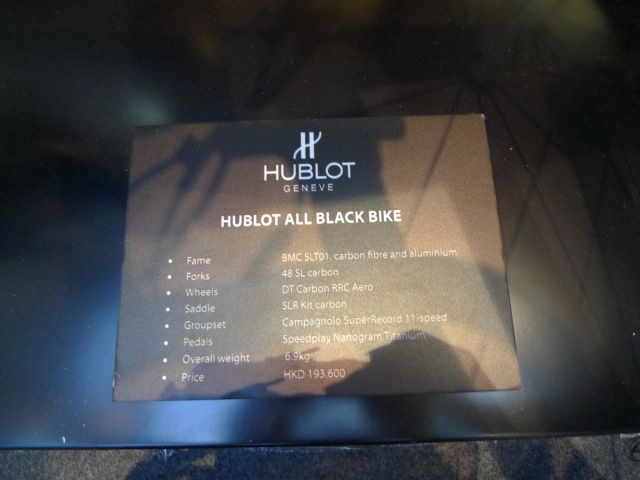 HUBLOT
GENEVE
HUBLOT ALL BLACK BIKE
• Fame BMC SLT01, carbon fibre and aluminium
• Forks 48 SL carbon
• Wheels DT Carbon RRC Aero
• Saddle SLR Kit carbon
• Groupset Campagnolo SuperRecord 11-speed
• Pedals Speedplay Nanogram Titanium
• Overall weight 6.9kg
• Price HKD 193,600